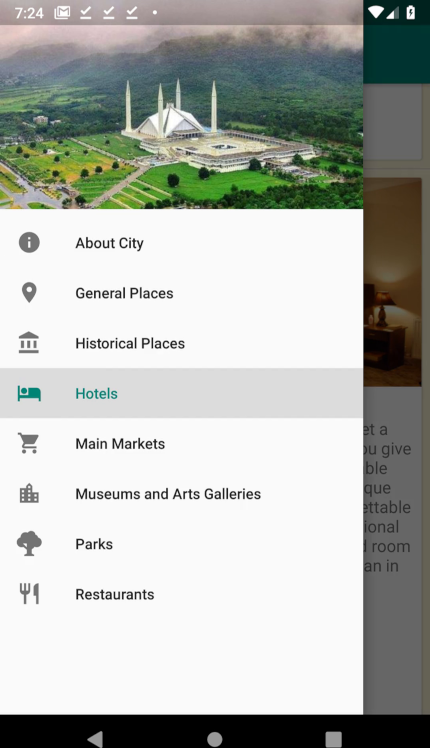 7:24
About City
General Places
Historical Places
Hotels
Main Markets
Museums and Arts Galleries
Parks
Restaurants
et a
ou give
ble
que
ettable
ional
d room
an in